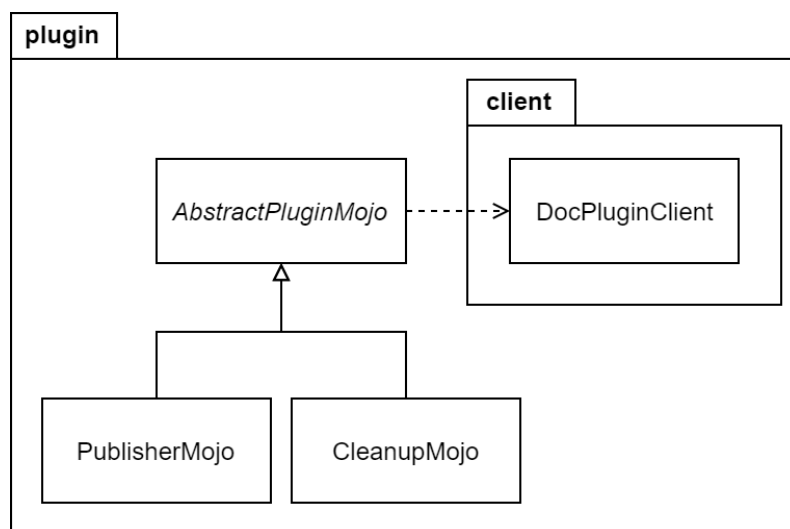 plugin
client
AbstractPluginMojo
DocPluginClient
PublisherMojo
CleanupMojo